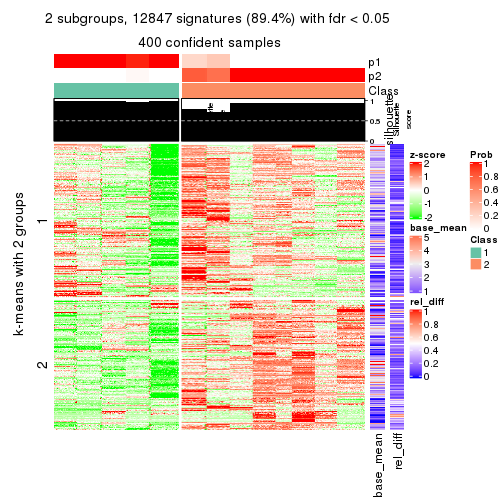 2 subgroups, 12847 signatures (89.4%) with fdr < 0.05
400 confident samples
p1
p2
Class
1
0.5
0
silhouette
Silhouette
score
k-means with 2 groups
1
2
base_mean
rel_diff
z-score
2
1
0
-1
-2
base_mean
5
4
3
2
1
rel_diff
1
0.8
0.6
0.4
0.2
0
Prob
1
0.8
0.6
0.4
0.2
0
Class
1
2